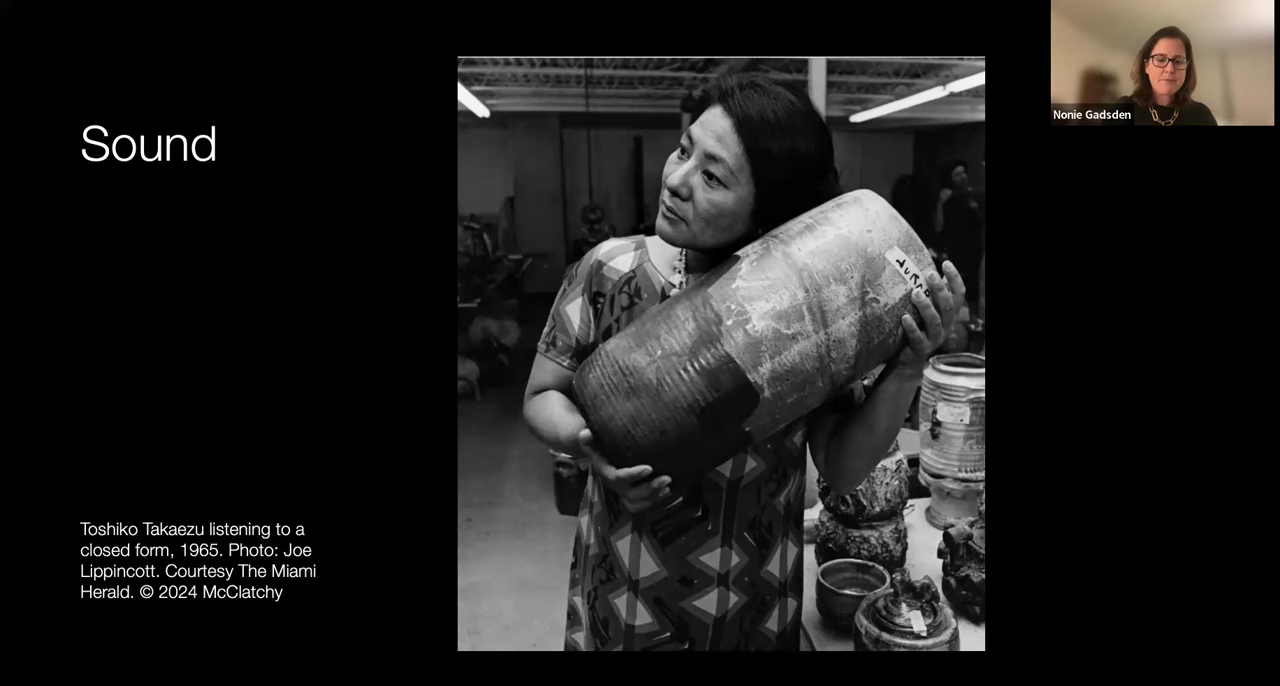 Sound
Toshiko Takaezu listening to a
closed form, 1965. Photo: Joe
Lippincott. Courtesy The Miami
Herald. © 2024 McClatchy
Nonie Gadsden